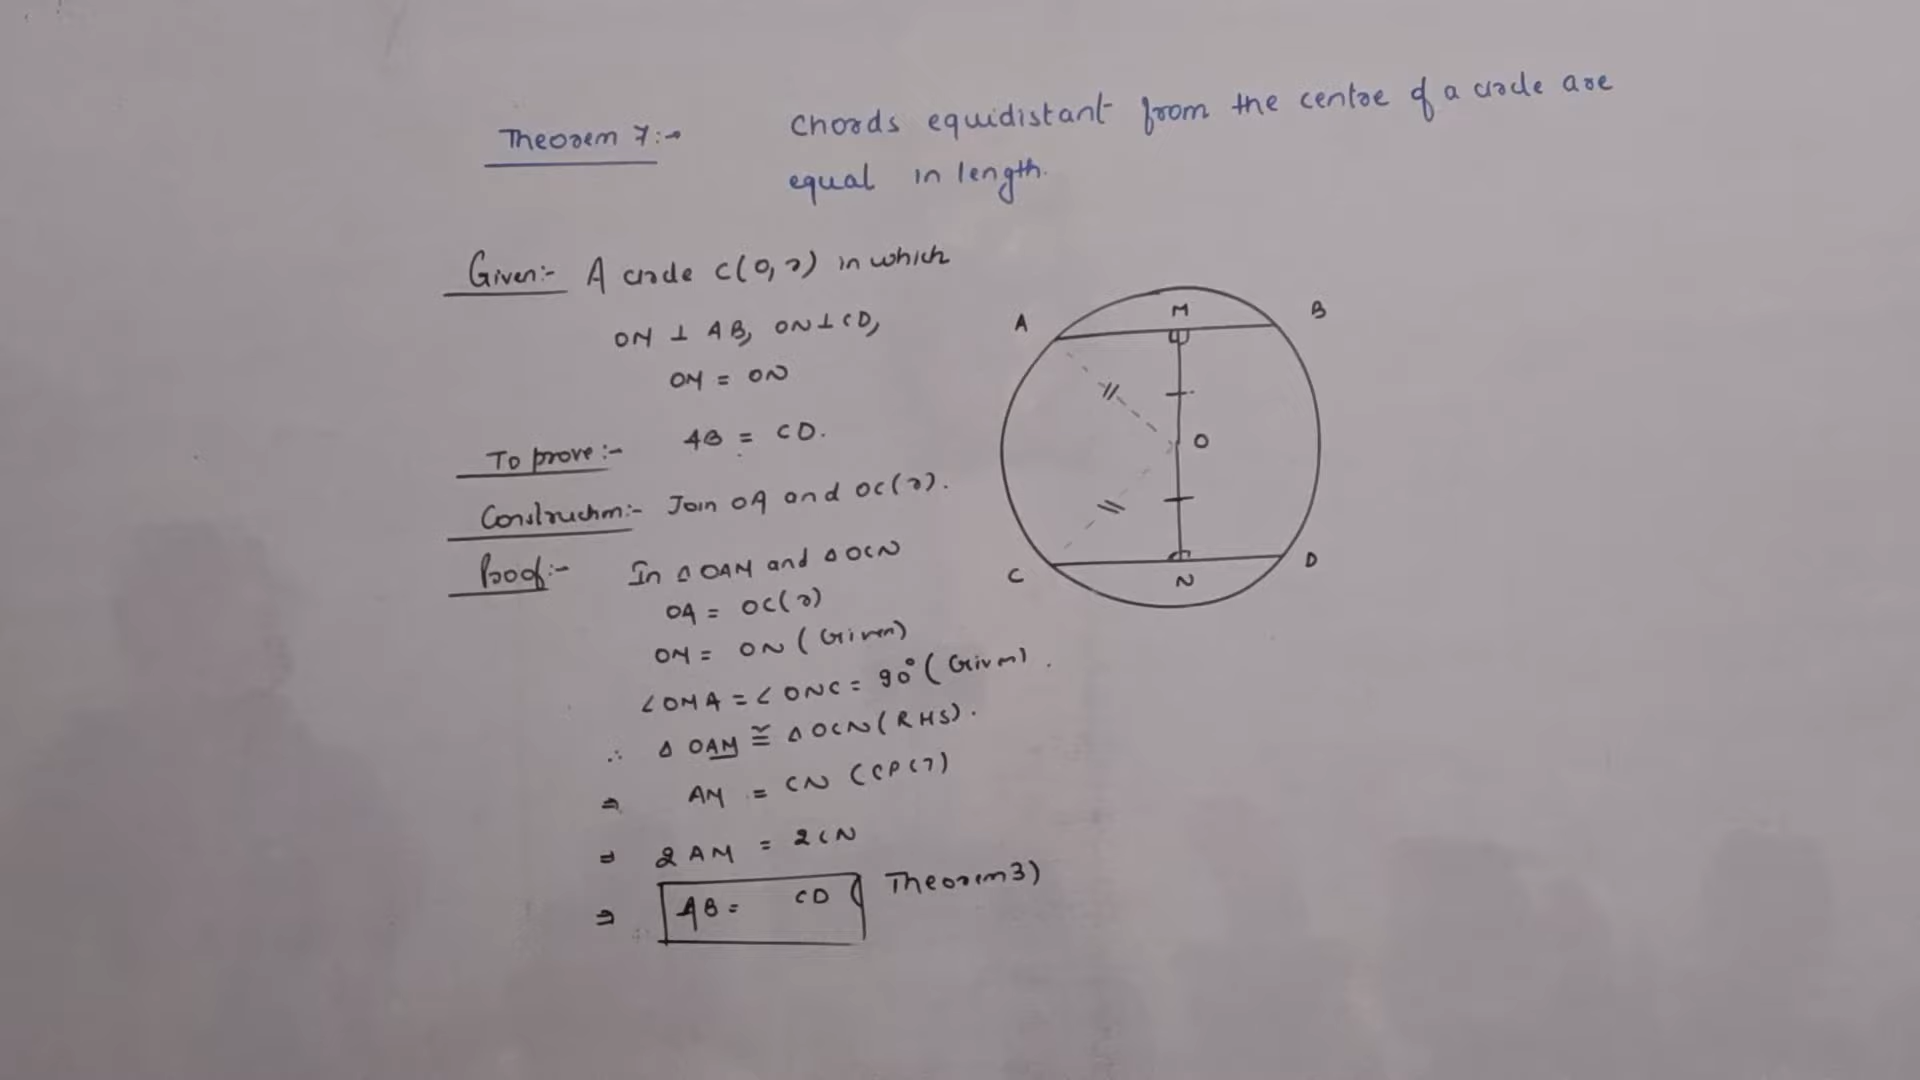 Theorem 7:- Chords equidistant from the centre of a circle are
equal in length.
Given:- A circle C(O, r) in which
OM ⊥ AB, ON ⊥ CD,
OM = ON
To prove:- AB = CD.
Construction:- Join OA and OC(r).
Proof:- In △OAM and △OCN
OA = OC(r)
OM = ON (Given)
∠OMA = ∠ONC = 90° (Given).
∴ △OAM ≅ △OCN (RHS).
⇒ AM = CN (CPCT)
⇒ 2AM = 2CN
⇒ AB = CD (Theorem 3)
A
M
B
O
C
N
D